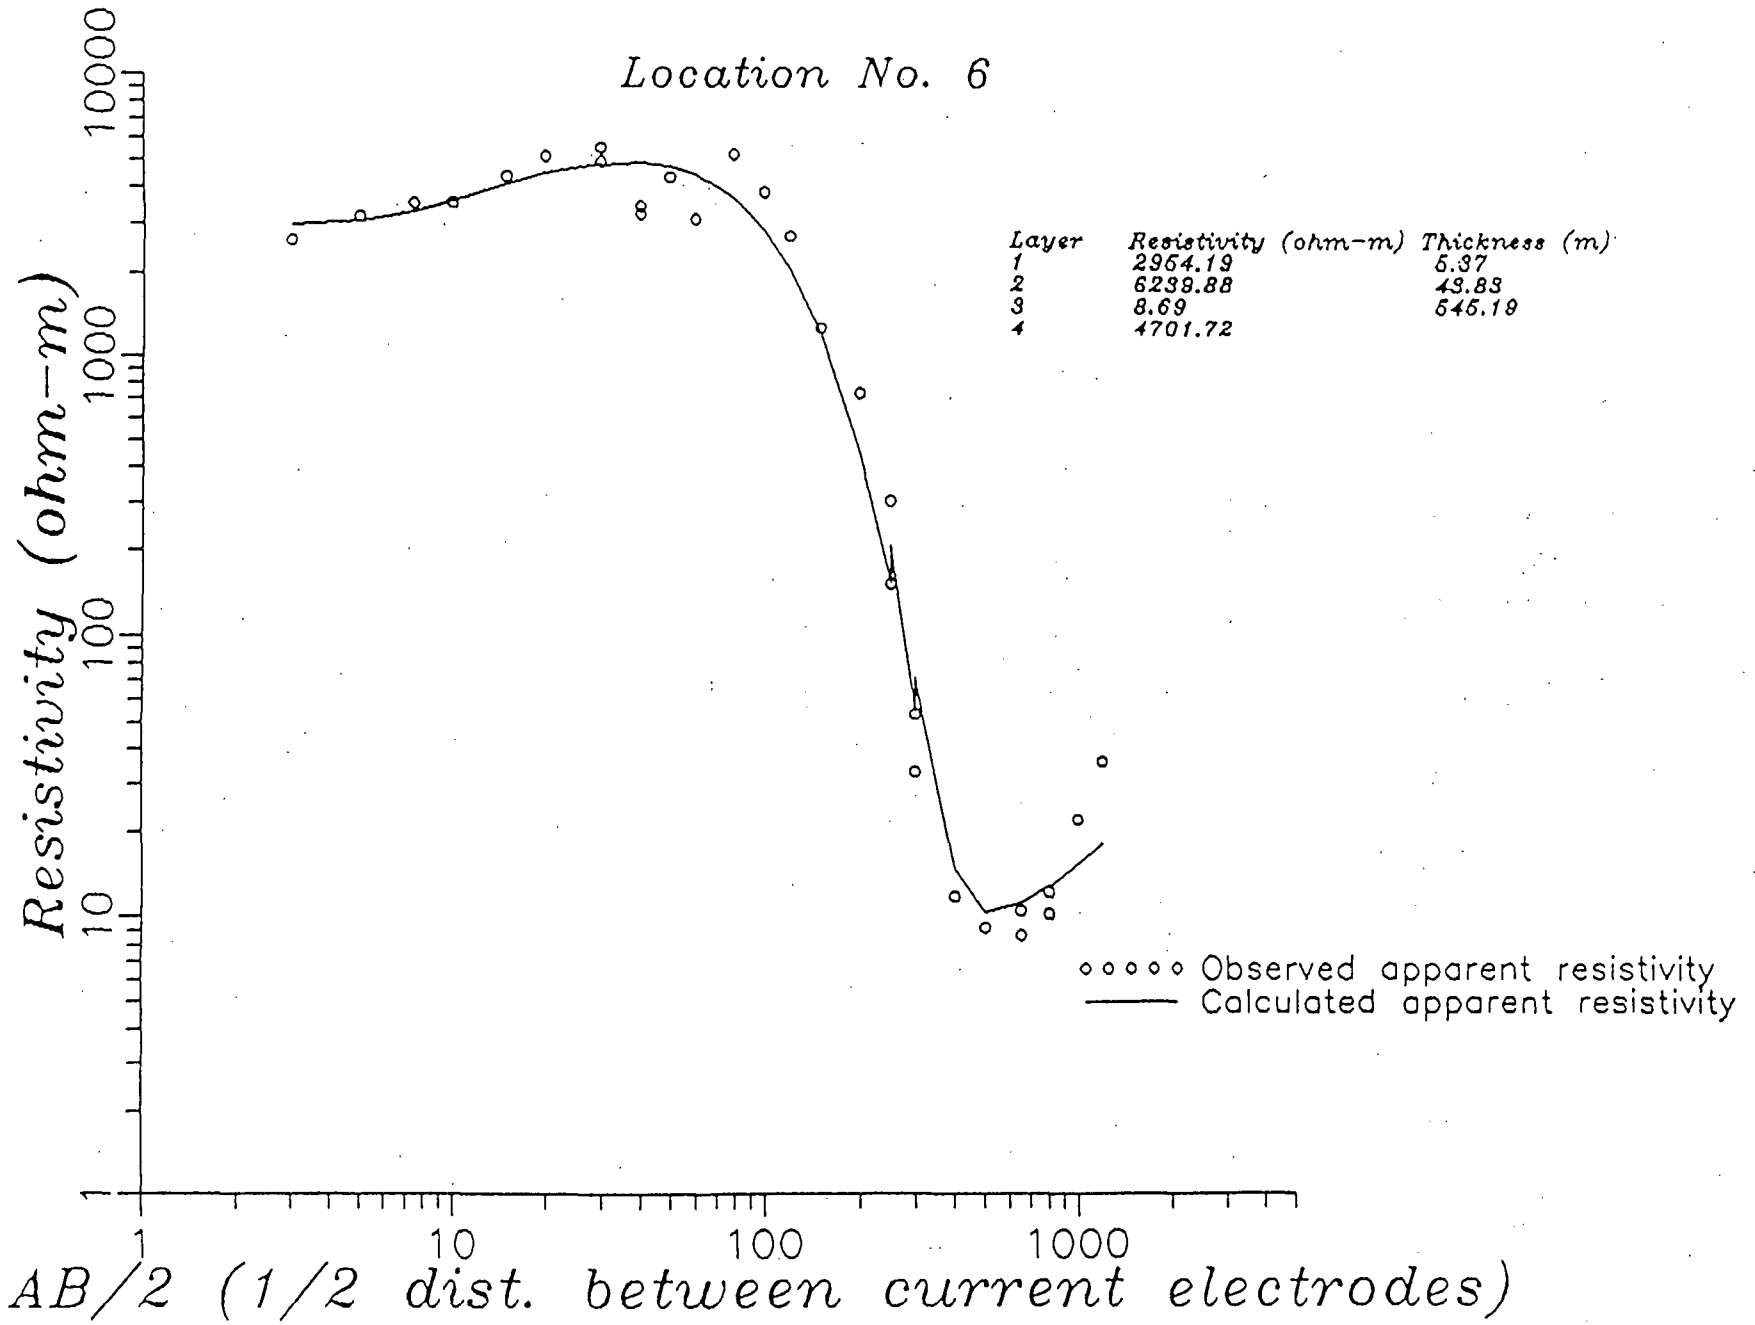 Location No. 6
10000
1000
100
10
1
Resistivity (ohm-m)
Layer Resistivity (ohm-m) Thickness (m)
1 2954.19 5.37
2 6239.88 43.83
3 8.69 545.19
4 4701.72
Observed apparent resistivity
Calculated apparent resistivity
1 10 100 1000
AB/2 (1/2 dist. between current electrodes)